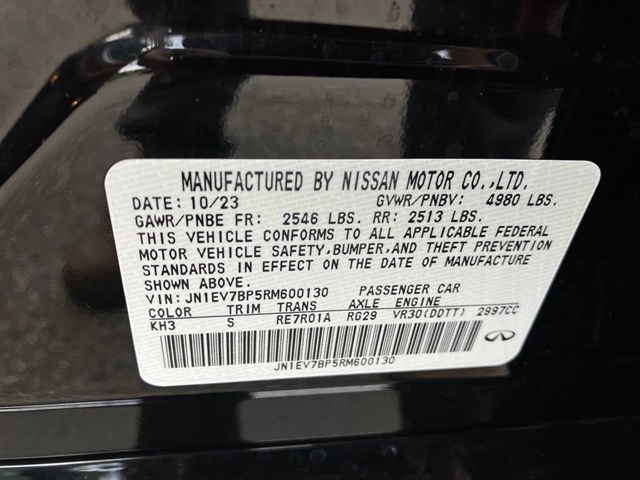 MANUFACTURED BY NISSAN MOTOR CO.,LTD.
DATE: 10/23 GVWR/PNBV: 4980 LBS.
GAWR/PNBE FR: 2546 LBS. RR: 2513 LBS.
THIS VEHICLE CONFORMS TO ALL APPLICABLE FEDERAL
MOTOR VEHICLE SAFETY,BUMPER,AND THEFT PREVENTION
STANDARDS IN EFFECT ON THE DATE OF MANUFACTURE
SHOWN ABOVE.
VIN: JN1EV7BP5RM600130 PASSENGER CAR
COLOR TRIM TRANS AXLE ENGINE
KH3 S RE7R01A RG29 VR30(DDTT) 2997CC
JN1EV7BP5RM600130